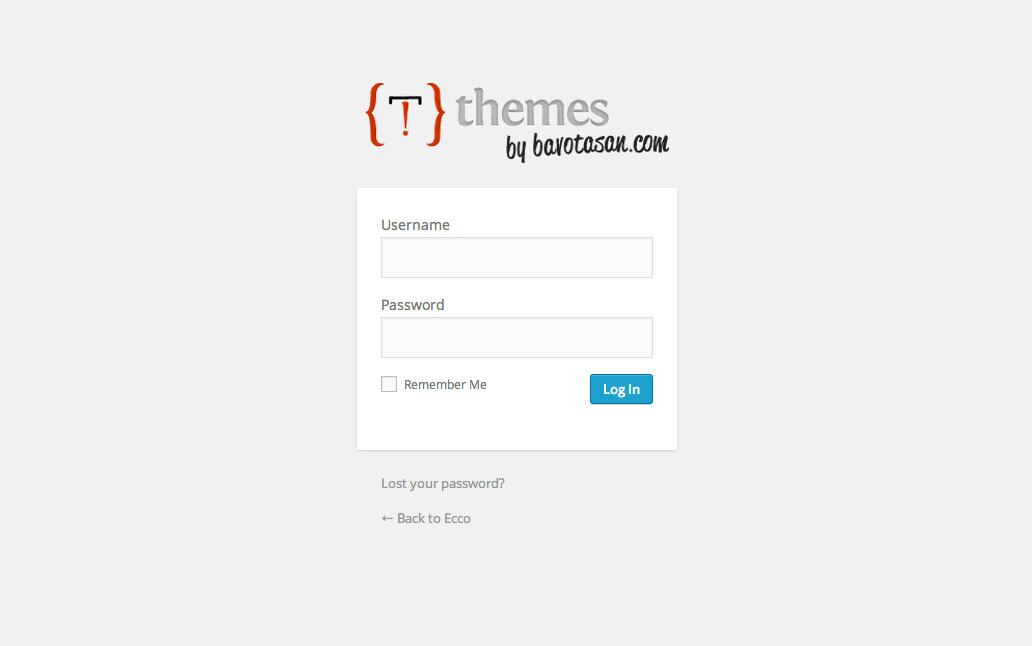 {T} themes
by bavotasan.com
Username
Password
Remember Me
Log In
Lost your password?
← Back to Ecco